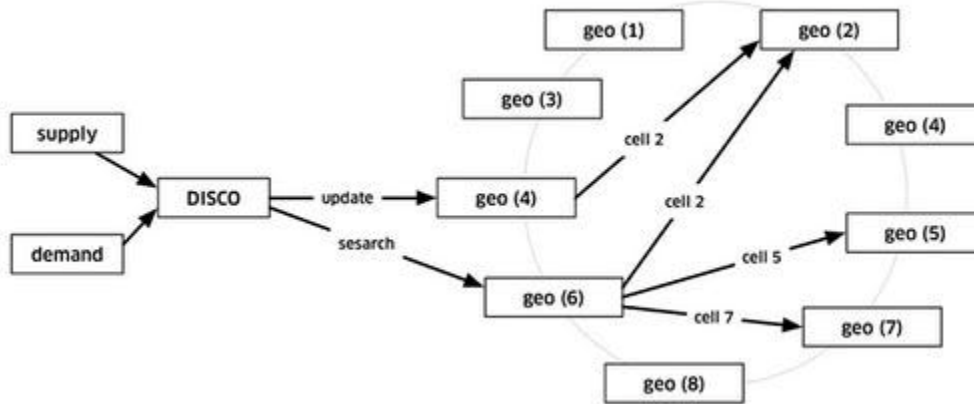 geo (1)
geo (2)
geo (3)
geo (4)
supply
cell 2
DISCO
update
geo (4)
cell 2
geo (5)
demand
sesarch
cell 5
geo (6)
cell 7
geo (7)
geo (8)